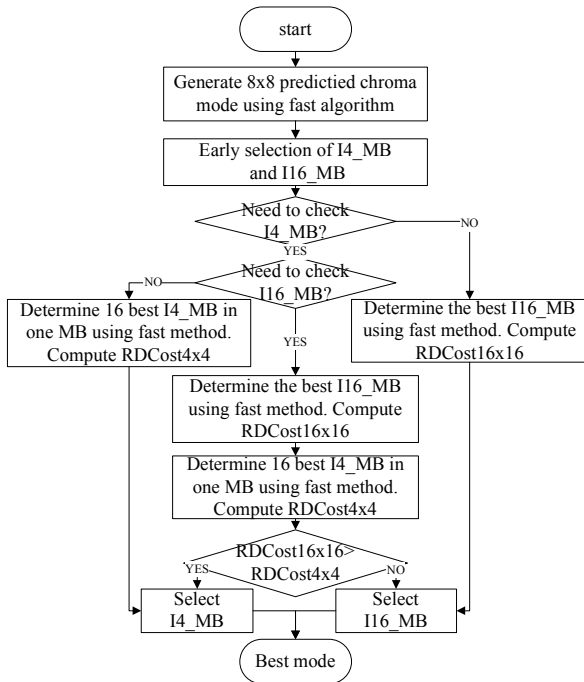 start
Generate 8x8 predictied chroma
mode using fast algorithm
Early selection of I4_MB
and I16_MB
Need to check
I4_MB?
NO
YES
Need to check
I16_MB?
NO
YES
Determine 16 best I4_MB in
one MB using fast method.
Compute RDCost4x4
Determine the best I16_MB
using fast method. Compute
RDCost16x16
Determine the best I16_MB
using fast method. Compute
RDCost16x16
Determine 16 best I4_MB in
one MB using fast method.
Compute RDCost4x4
RDCost16x16>
RDCost4x4
YES
NO
Select
I4_MB
Select
I16_MB
Best mode